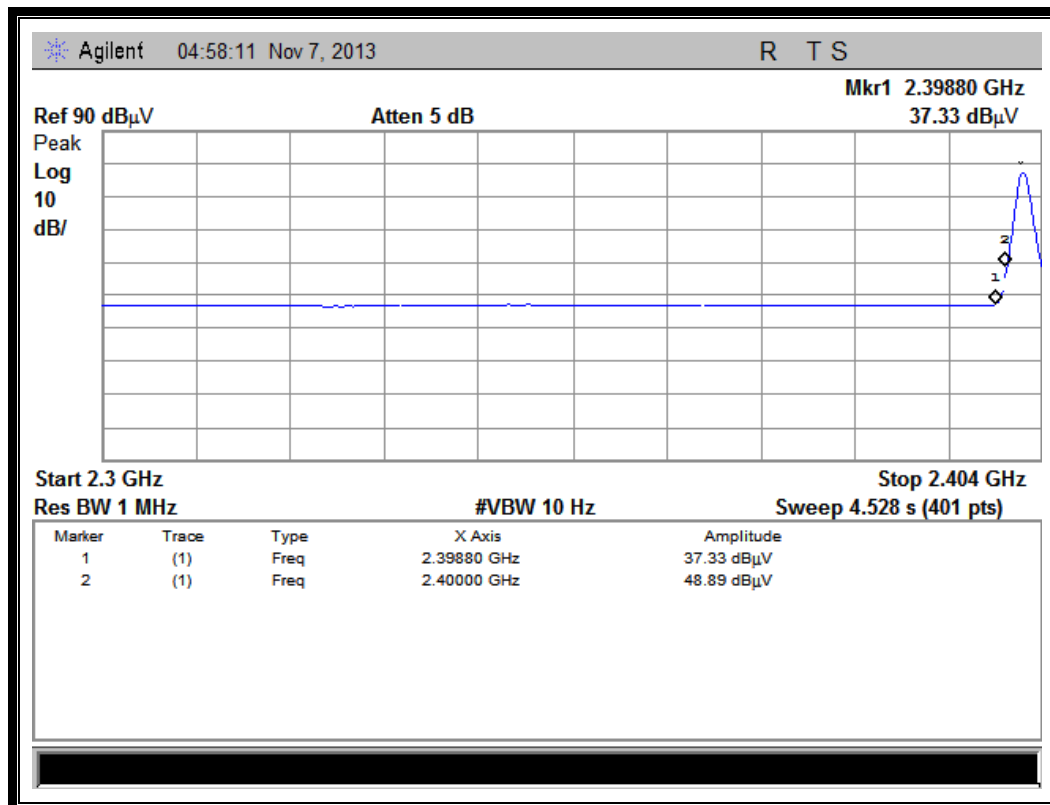 Agilent 04:58:11 Nov 7, 2013 R T S
Mkr1 2.39880 GHz
Ref 90 dBµV Atten 5 dB 37.33 dBµV
Peak
Log
10
dB/
2
1
Start 2.3 GHz Stop 2.404 GHz
Res BW 1 MHz #VBW 10 Hz Sweep 4.528 s (401 pts)
Marker Trace Type X Axis Amplitude
1 (1) Freq 2.39880 GHz 37.33 dBµV
2 (1) Freq 2.40000 GHz 48.89 dBµV